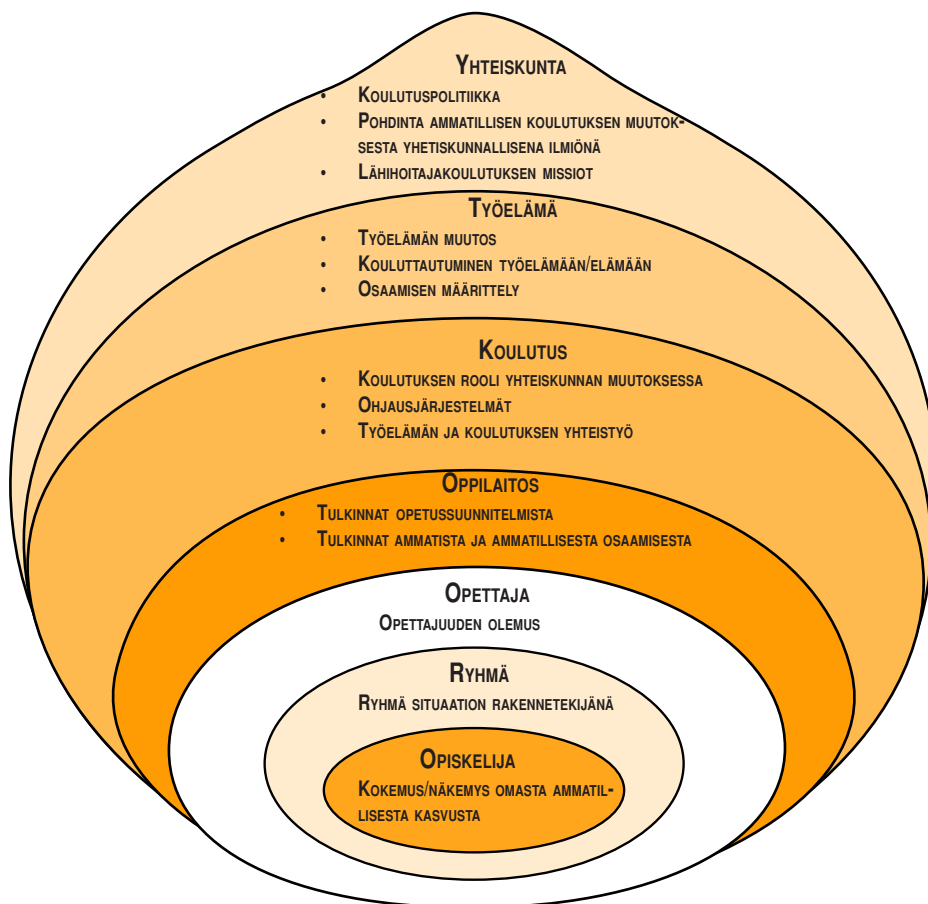 Yhteiskunta
• Koulutuspolitiikka
• Pohdinta ammatillisen koulutuksen muutok-
sesta yhetiskunnallisena ilmiönä
• Lähihoitajakoulutuksen missiot
Työelämä
• Työelämän muutos
• Kouluttautuminen työelämään/elämään
• Osaamisen määrittely
Koulutus
• Koulutuksen rooli yhteiskunnan muutoksessa
• Ohjausjärjestelmät
• Työelämän ja koulutuksen yhteistyö
Oppilaitos
• Tulkinnat opetussuunnitelmista
• Tulkinnat ammatista ja ammatillisesta osaamisesta
Opettaja
Opettajuuden olemus
Ryhmä
Ryhmä situaation rakennetekijänä
Opiskelija
Kokemus/näkemys omasta ammatil-
lisesta kasvusta